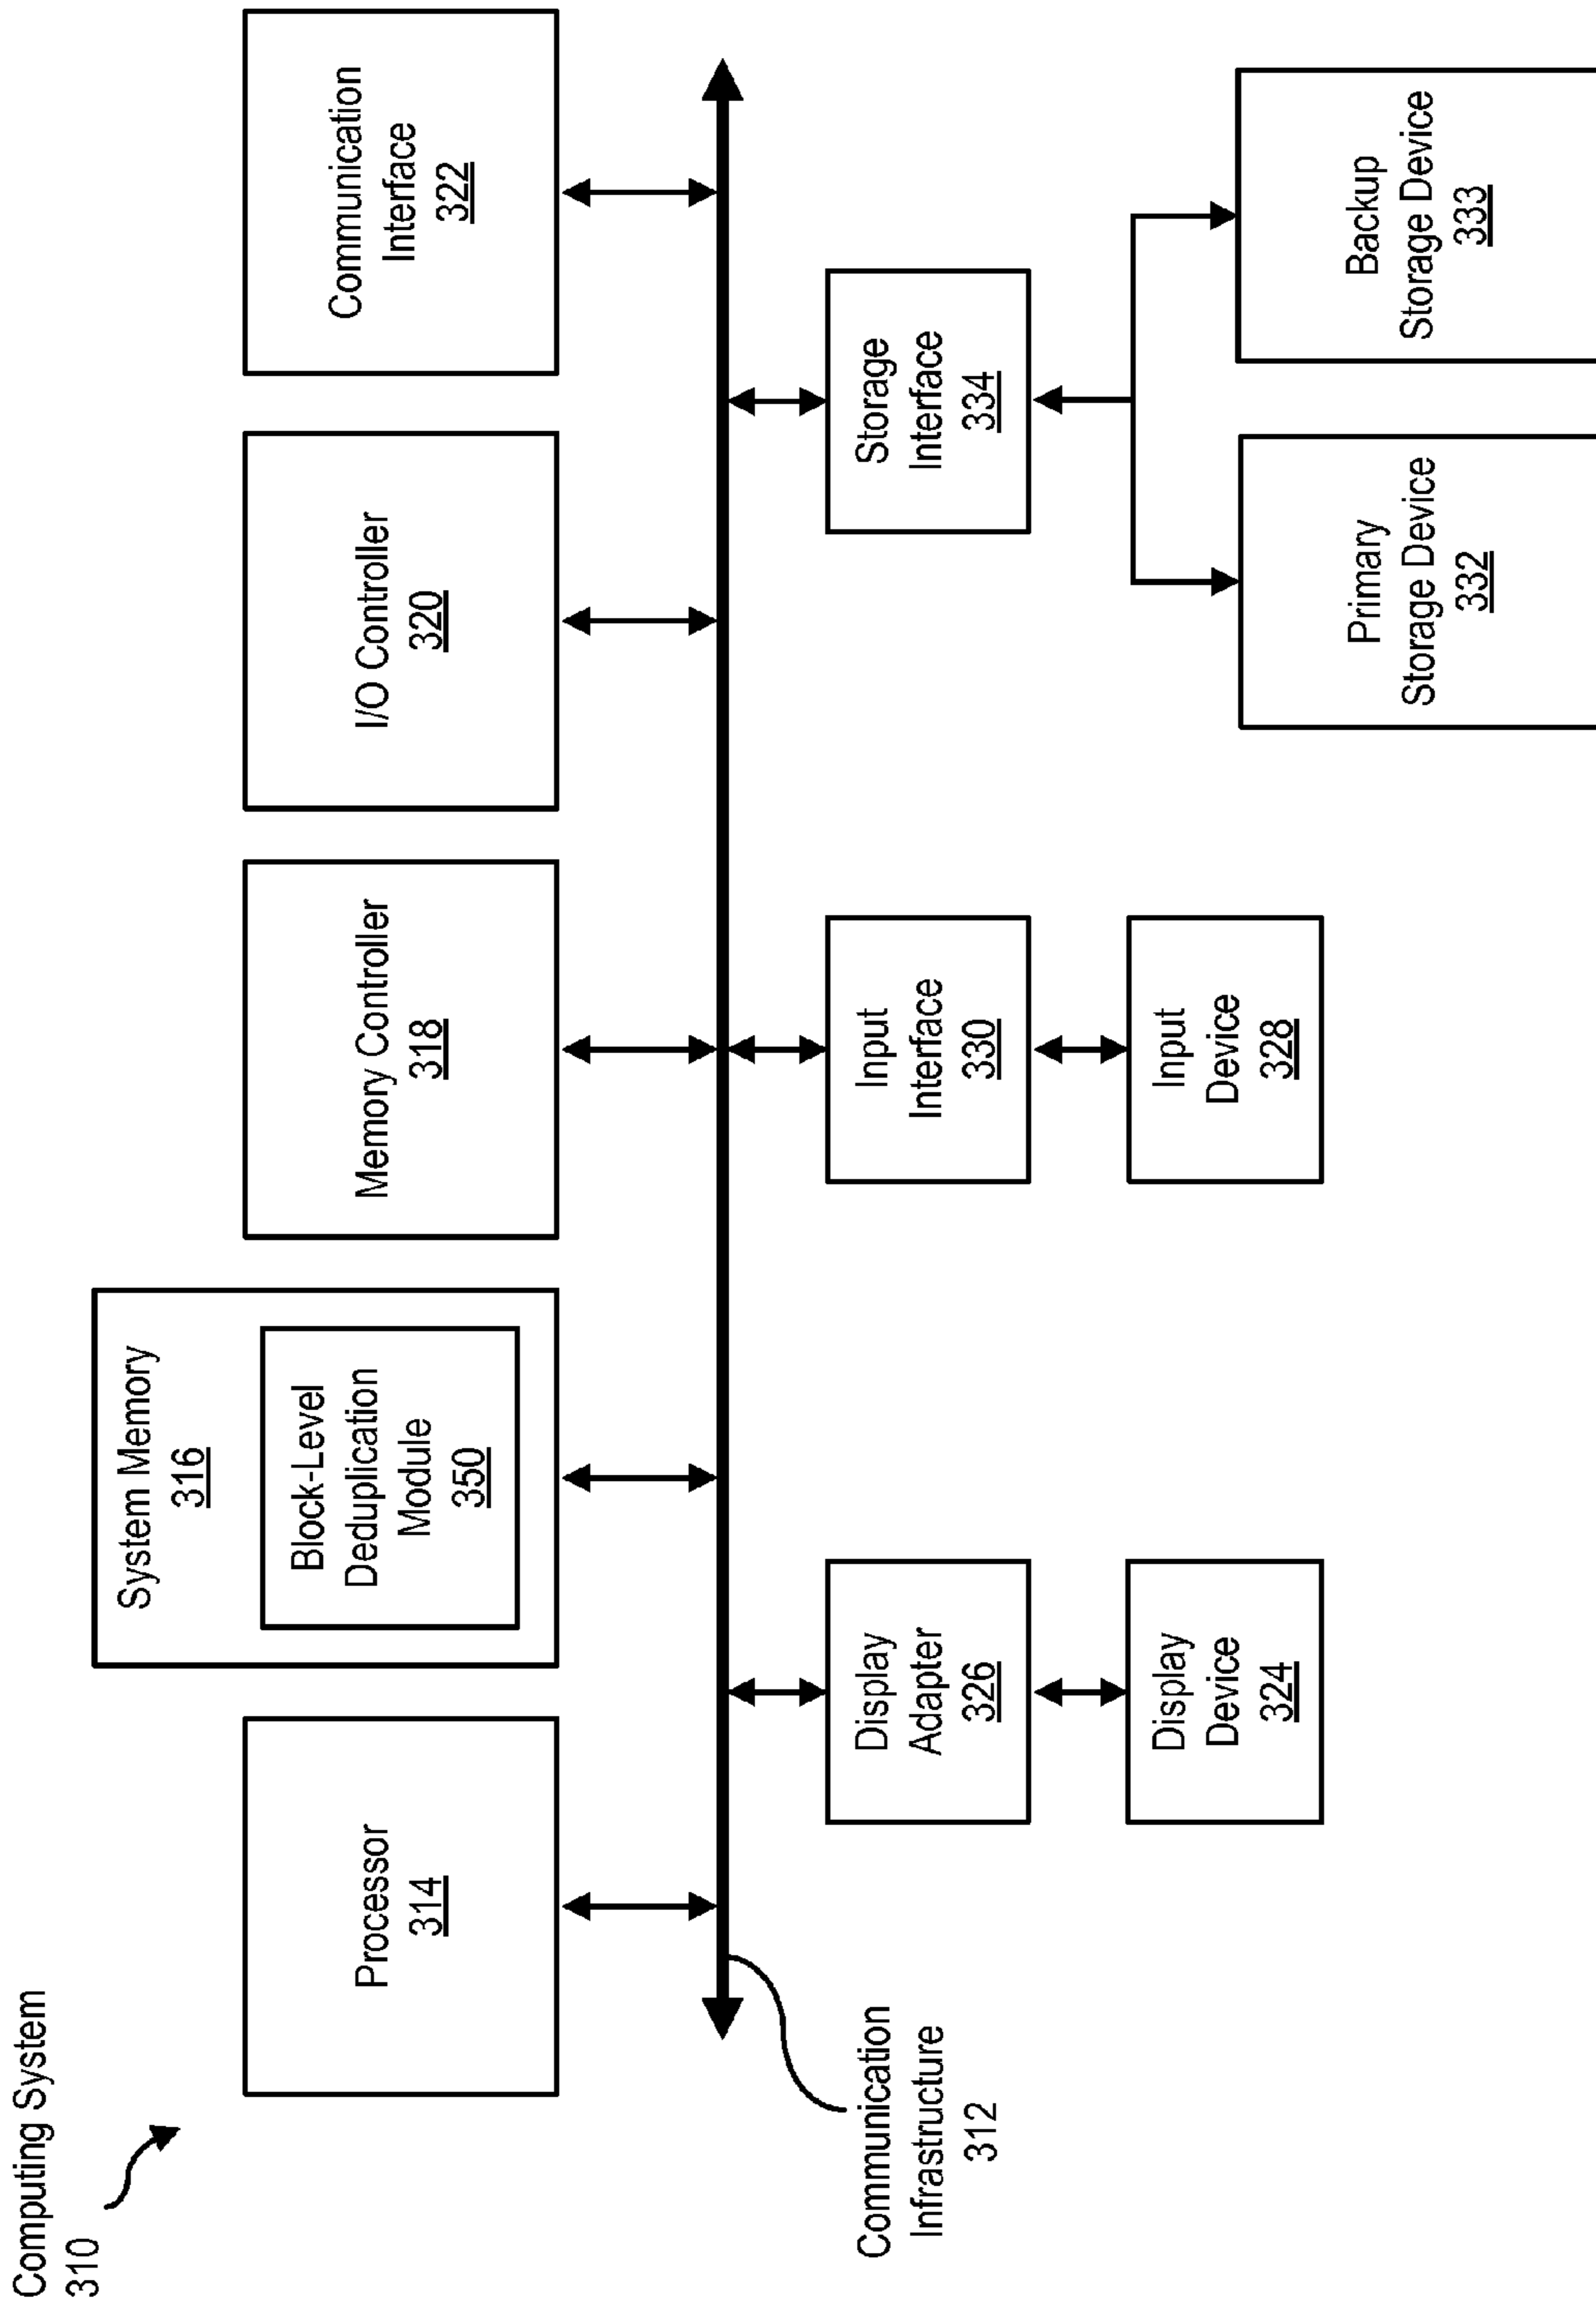 Computing System
310
Processor
314
System Memory
316
Block-Level
Deduplication
Module
350
Memory Controller
318
I/O Controller
320
Communication
Interface
322
Communication
Infrastructure
312
Display
Adapter
326
Input
Interface
330
Storage
Interface
334
Display
Device
324
Input
Device
328
Primary
Storage Device
332
Backup
Storage Device
333